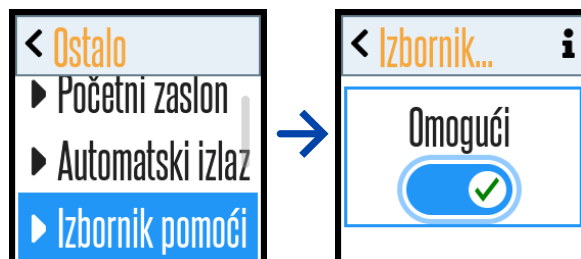 Ostalo
Početni zaslon
Automatski izlaz
Izbornik pomoći
Izbornik...
Omogući